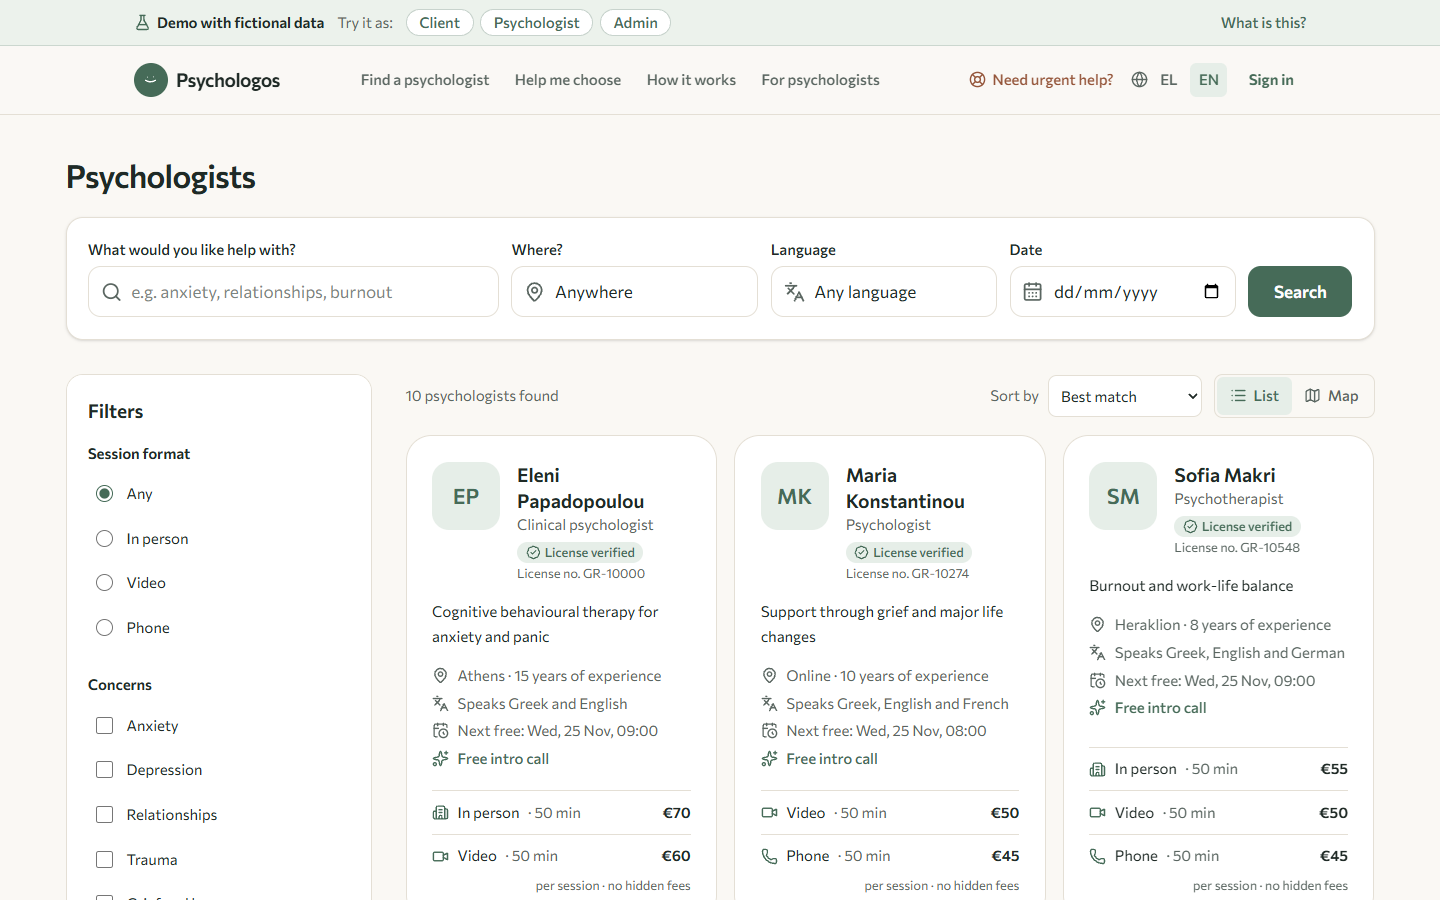 Demo with fictional data Try it as: Client Psychologist Admin What is this?
Psychologos Find a psychologist Help me choose How it works For psychologists Need urgent help? EL EN Sign in
Psychologists
What would you like help with? Where? Language Date
e.g. anxiety, relationships, burnout Anywhere Any language dd/mm/yyyy Search
Filters
Session format
Any
In person
Video
Phone
Concerns
Anxiety
Depression
Relationships
Trauma
10 psychologists found Sort by Best match List Map
EP
Eleni
Papadopoulou
Clinical psychologist
License verified
License no. GR-10000
Cognitive behavioural therapy for
anxiety and panic
Athens · 15 years of experience
Speaks Greek and English
Next free: Wed, 25 Nov, 09:00
Free intro call
In person · 50 min €70
Video · 50 min €60
per session · no hidden fees
MK
Maria
Konstantinou
Psychologist
License verified
License no. GR-10274
Support through grief and major life
changes
Online · 10 years of experience
Speaks Greek, English and French
Next free: Wed, 25 Nov, 08:00
Free intro call
Video · 50 min €50
Phone · 50 min €45
per session · no hidden fees
SM
Sofia Makri
Psychotherapist
License verified
License no. GR-10548
Burnout and work-life balance
Heraklion · 8 years of experience
Speaks Greek, English and German
Next free: Wed, 25 Nov, 09:00
Free intro call
In person · 50 min €55
Video · 50 min €50
Phone · 50 min €45
per session · no hidden fees